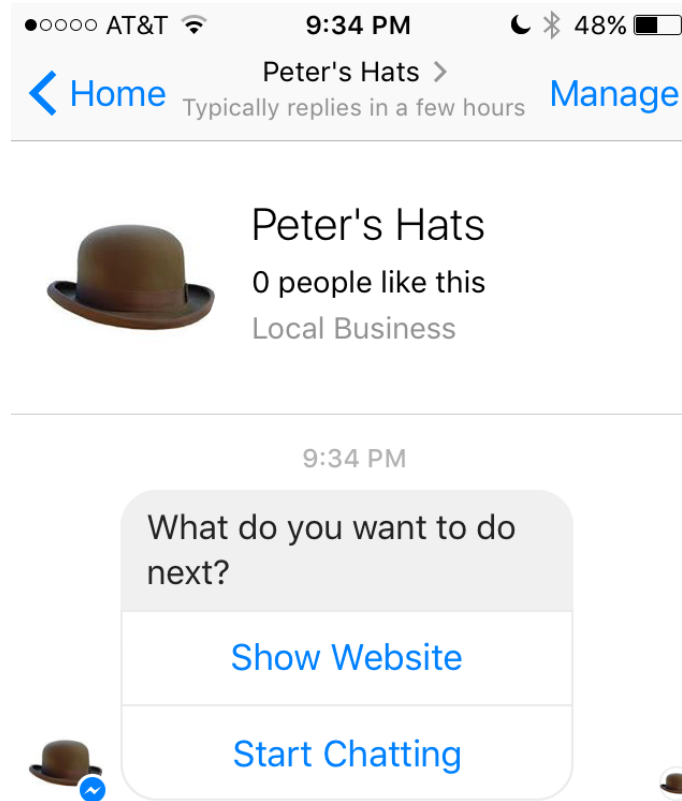 AT&T 9:34 PM 48%
Home Peter's Hats Manage
Typically replies in a few hours
Peter's Hats
0 people like this
Local Business
9:34 PM
What do you want to do
next?
Show Website
Start Chatting